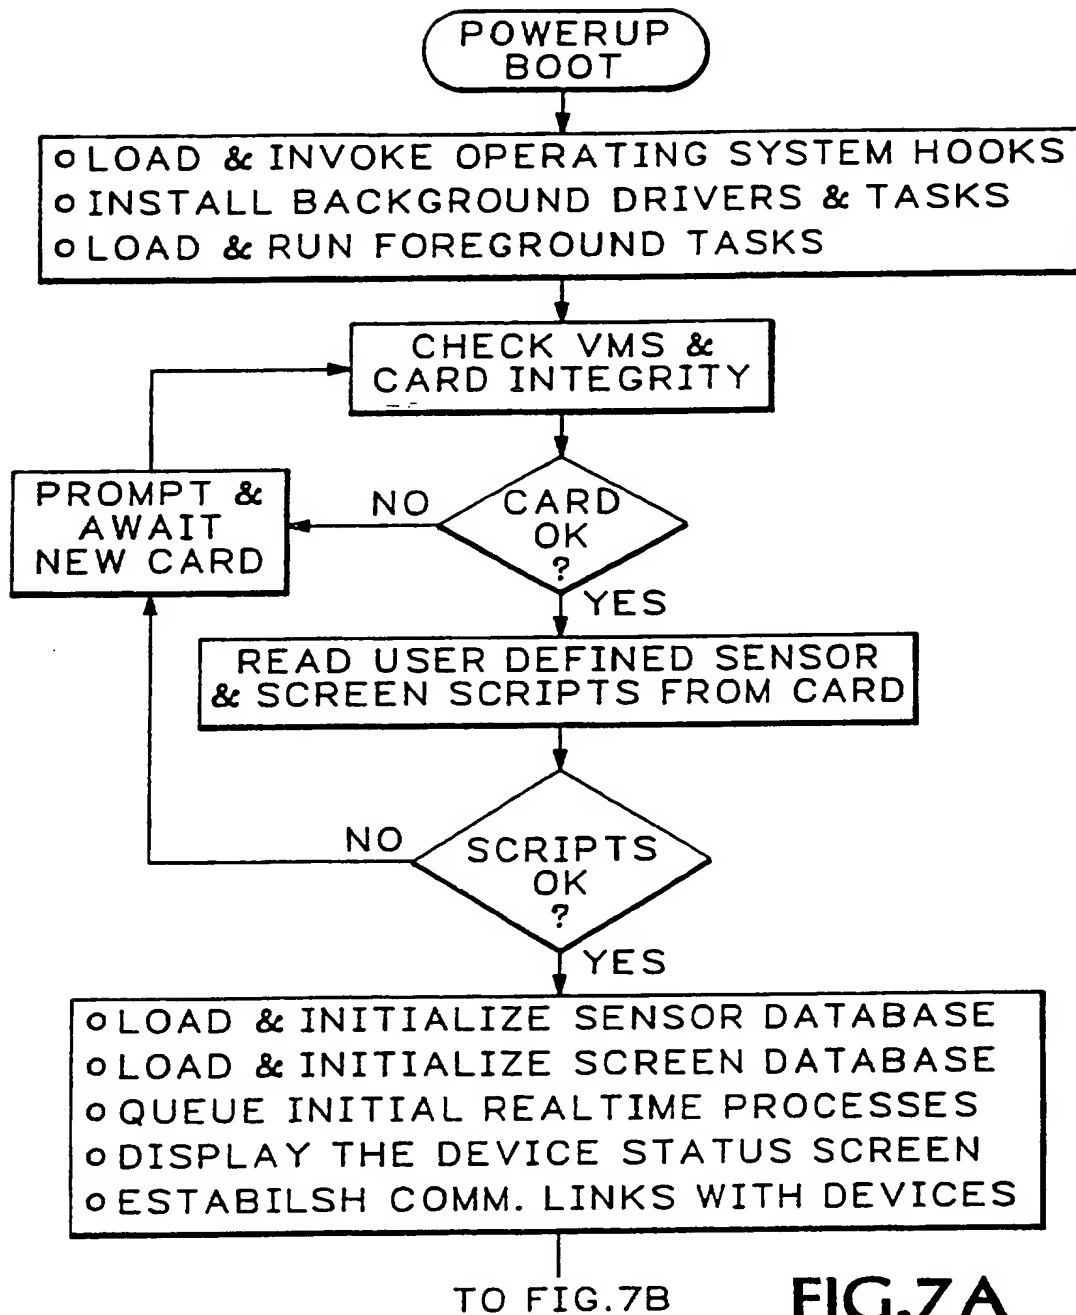 POWERUP
BOOT
o LOAD & INVOKE OPERATING SYSTEM HOOKS
o INSTALL BACKGROUND DRIVERS & TASKS
o LOAD & RUN FOREGROUND TASKS
CHECK VMS &
CARD INTEGRITY
PROMPT &
AWAIT
NEW CARD
NO
CARD
OK
?
YES
READ USER DEFINED SENSOR
& SCREEN SCRIPTS FROM CARD
NO
SCRIPTS
OK
?
YES
o LOAD & INITIALIZE SENSOR DATABASE
o LOAD & INITIALIZE SCREEN DATABASE
o QUEUE INITIAL REALTIME PROCESSES
o DISPLAY THE DEVICE STATUS SCREEN
o ESTABILSH COMM. LINKS WITH DEVICES
TO FIG.7B
FIG.7A